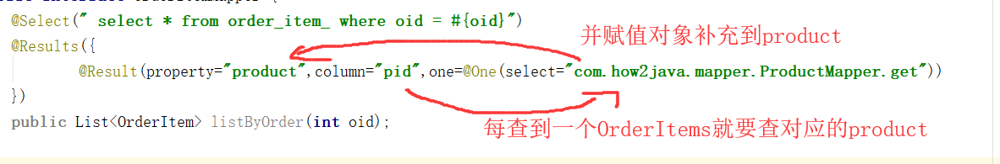 @Select(" select * from order_item_ where oid = #{oid}")
并赋值对象补充到product
@Results({
@Result(property="product",column="pid",one=@One(select="com.how2java.mapper.ProductMapper.get"))
})
public List<OrderItem> listByOrder(int oid);
每查到一个OrderItems就要查对应的product